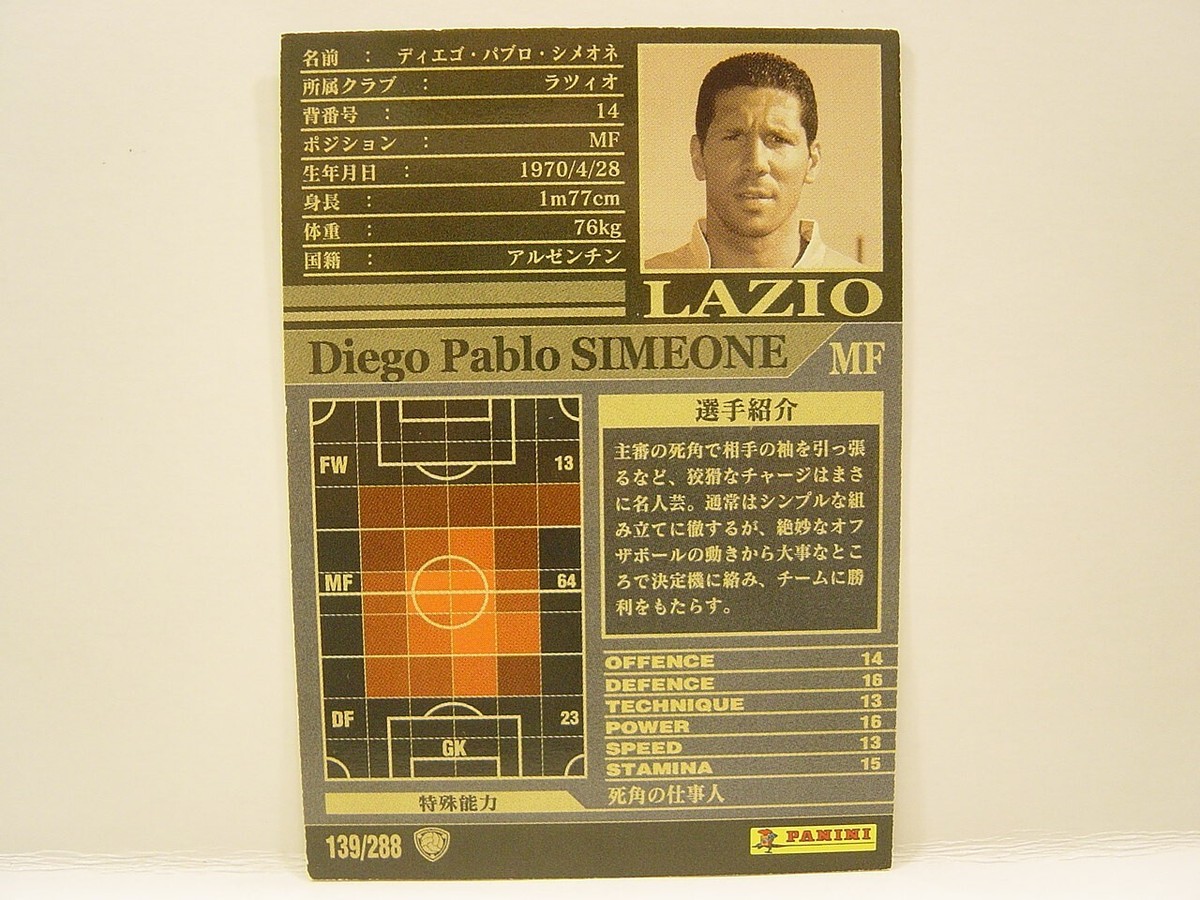 名前 : ディエゴ・パブロ・シメオネ
所属クラブ : ラツィオ
背番号 : 14
ポジション : MF
生年月日 : 1970/4/28
身長 : 1m77cm
体重 : 76kg
国籍 : アルゼンチン
LAZIO
Diego Pablo SIMEONE MF
FW 13
MF 64
DF 23
GK
選手紹介
主審の死角で相手の袖を引っ張
るなど、狡猾なチャージはまさ
に名人芸。通常はシンプルな組
み立てに徹するが、絶妙なオフ
ザボールの動きから大事なとこ
ろで決定機に絡み、チームに勝
利をもたらす。
OFFENCE 14
DEFENCE 16
TECHNIQUE 13
POWER 16
SPEED 13
STAMINA 15
特殊能力 死角の仕事人
139/288
PANINI